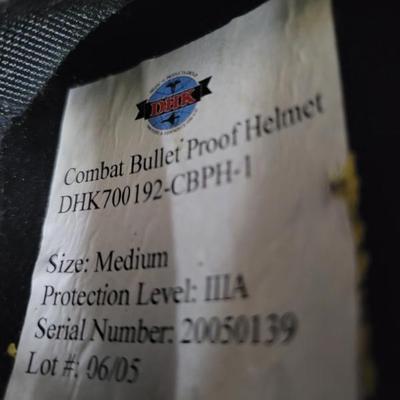 DHK
Combat Bullet Proof Helmet
DHK700192-CBPH-1
Size: Medium
Protection Level: IIIA
Serial Number: 20050139
Lot #: 06/05